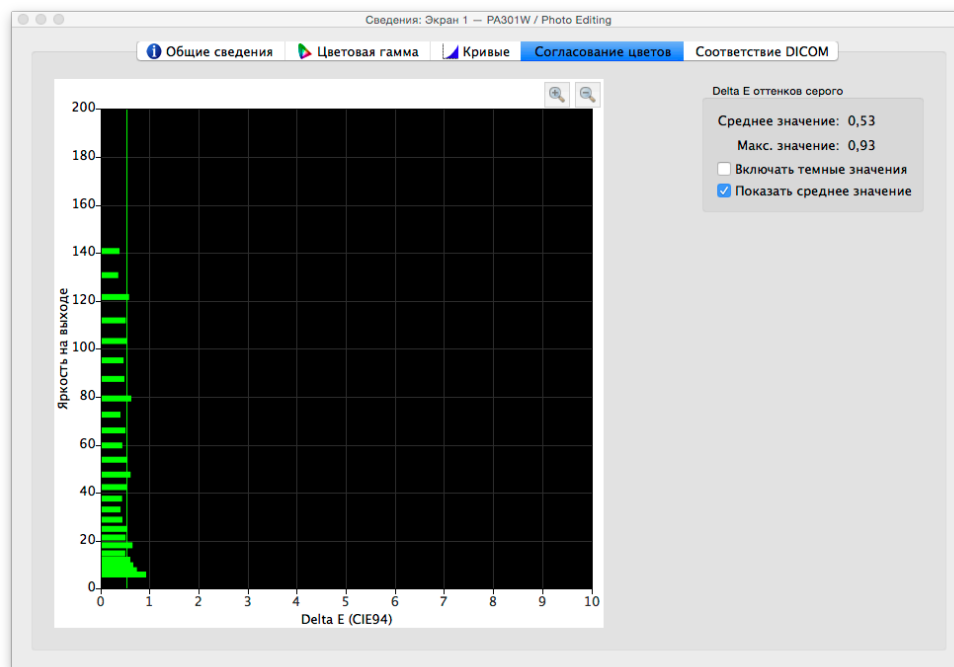 Сведения: Экран 1 — PA301W / Photo Editing
Общие сведения
Цветовая гамма
Кривые
Согласование цветов
Соответствие DICOM
Delta E оттенков серого
Среднее значение: 0,53
Макс. значение: 0,93
Включать темные значения
Показать среднее значение
Яркость на выходе
200
180
160
140
120
100
80
60
40
20
0
0 1 2 3 4 5 6 7 8 9 10
Delta E (CIE94)